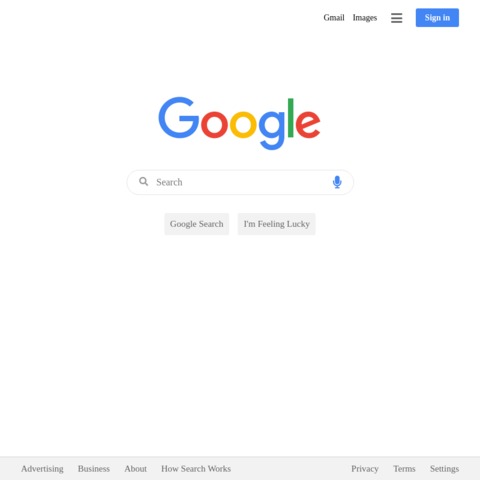 Gmail Images Sign in
Google
Search
Google Search I'm Feeling Lucky
Advertising Business About How Search Works Privacy Terms Settings